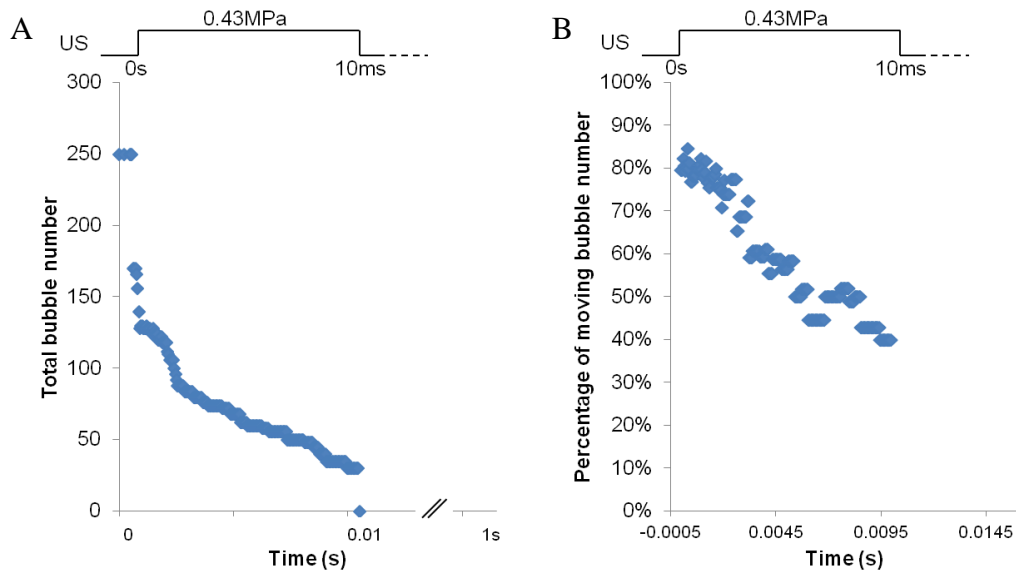 A
US
0.43MPa
0s
10ms
300
250
200
150
100
50
0
Total bubble number
0
0.01
1s
Time (s)
B
US
0.43MPa
0s
10ms
100%
90%
80%
70%
60%
50%
40%
30%
20%
10%
0%
Percentage of moving bubble number
-0.0005
0.0045
0.0095
0.0145
Time (s)